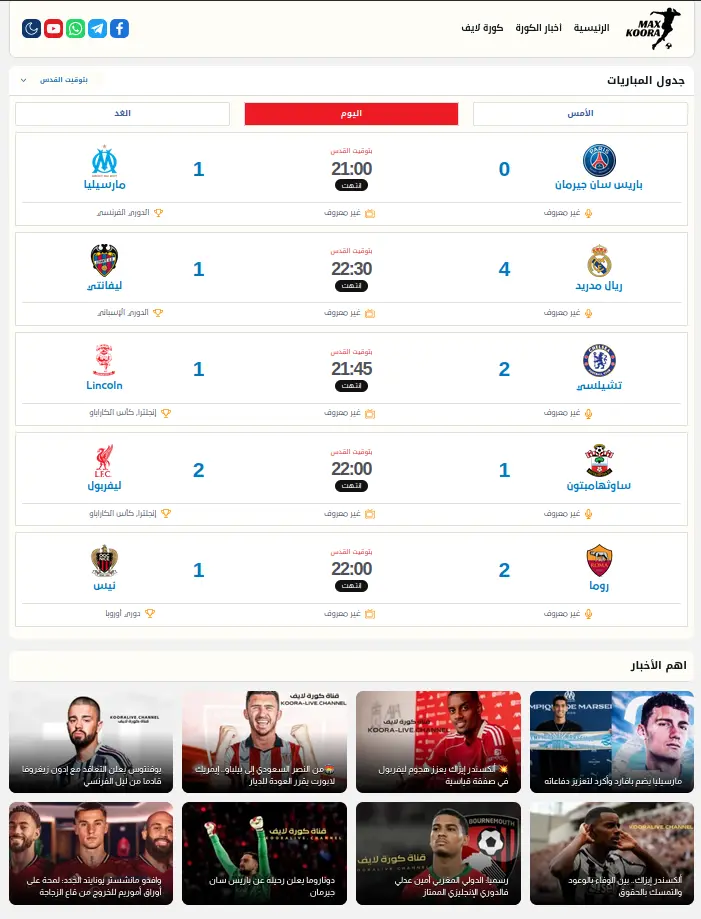 MAX
KOORA
الرئيسية
أخبار الكورة
كورة لايف
جدول المباريات
بتوقيت القدس
الأمس
اليوم
الغد
باريس سان جيرمان
0
بتوقيت القدس
21:00
انتهت
1
مارسيليا
غير معروف
غير معروف
الدوري الفرنسي
ريال مدريد
4
بتوقيت القدس
22:30
انتهت
1
ليفانتي
غير معروف
غير معروف
الدوري الإسباني
تشيلسي
2
بتوقيت القدس
21:45
انتهت
1
Lincoln
غير معروف
غير معروف
إنجلترا, كأس الكاراباو
ساوثهامبتون
1
بتوقيت القدس
22:00
انتهت
2
ليفربول
غير معروف
غير معروف
إنجلترا, كأس الكاراباو
روما
2
بتوقيت القدس
22:00
انتهت
1
نيس
غير معروف
غير معروف
دوري أوروبا
اهم الأخبار
مارسيليا يضم بافارد وأكرد لتعزيز دفاعاته
ألكسندر إيزاك يعزز هجوم ليفربول
في صفقة قياسية
من النصر السعودي إلى بيلباو.. إيمريك
لابورت يقرر العودة للديار
يوفنتوس يعلن التعاقد مع إدون زيغروفا
قادما من ليل الفرنسي
ألكسندر إيزاك.. بين الوفاء بالوعود
والتمسك بالحقوق
رسميا: الدولي المغربي أمين عدلي
فالدوري الإنجليزي الممتاز
دوناروما يعلن رحيله عن باريس سان
جيرمان
وافدو مانشستر يونايتد الجدد: لمحة على
أوراق أموريم للخروج من قاع الزجاجة